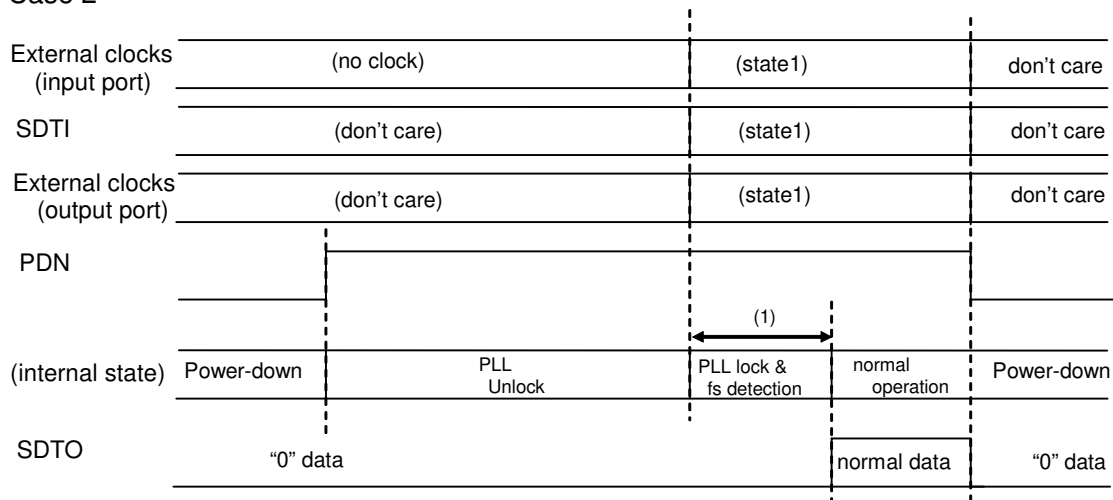 External clocks (no clock) (state1) don't care
(input port)
SDTI (don't care) (state1) don't care
External clocks (don't care) (state1) don't care
(output port)
PDN
(1)
(internal state) Power-down PLL Unlock PLL lock & fs detection normal operation Power-down
SDTO "0" data normal data "0" data